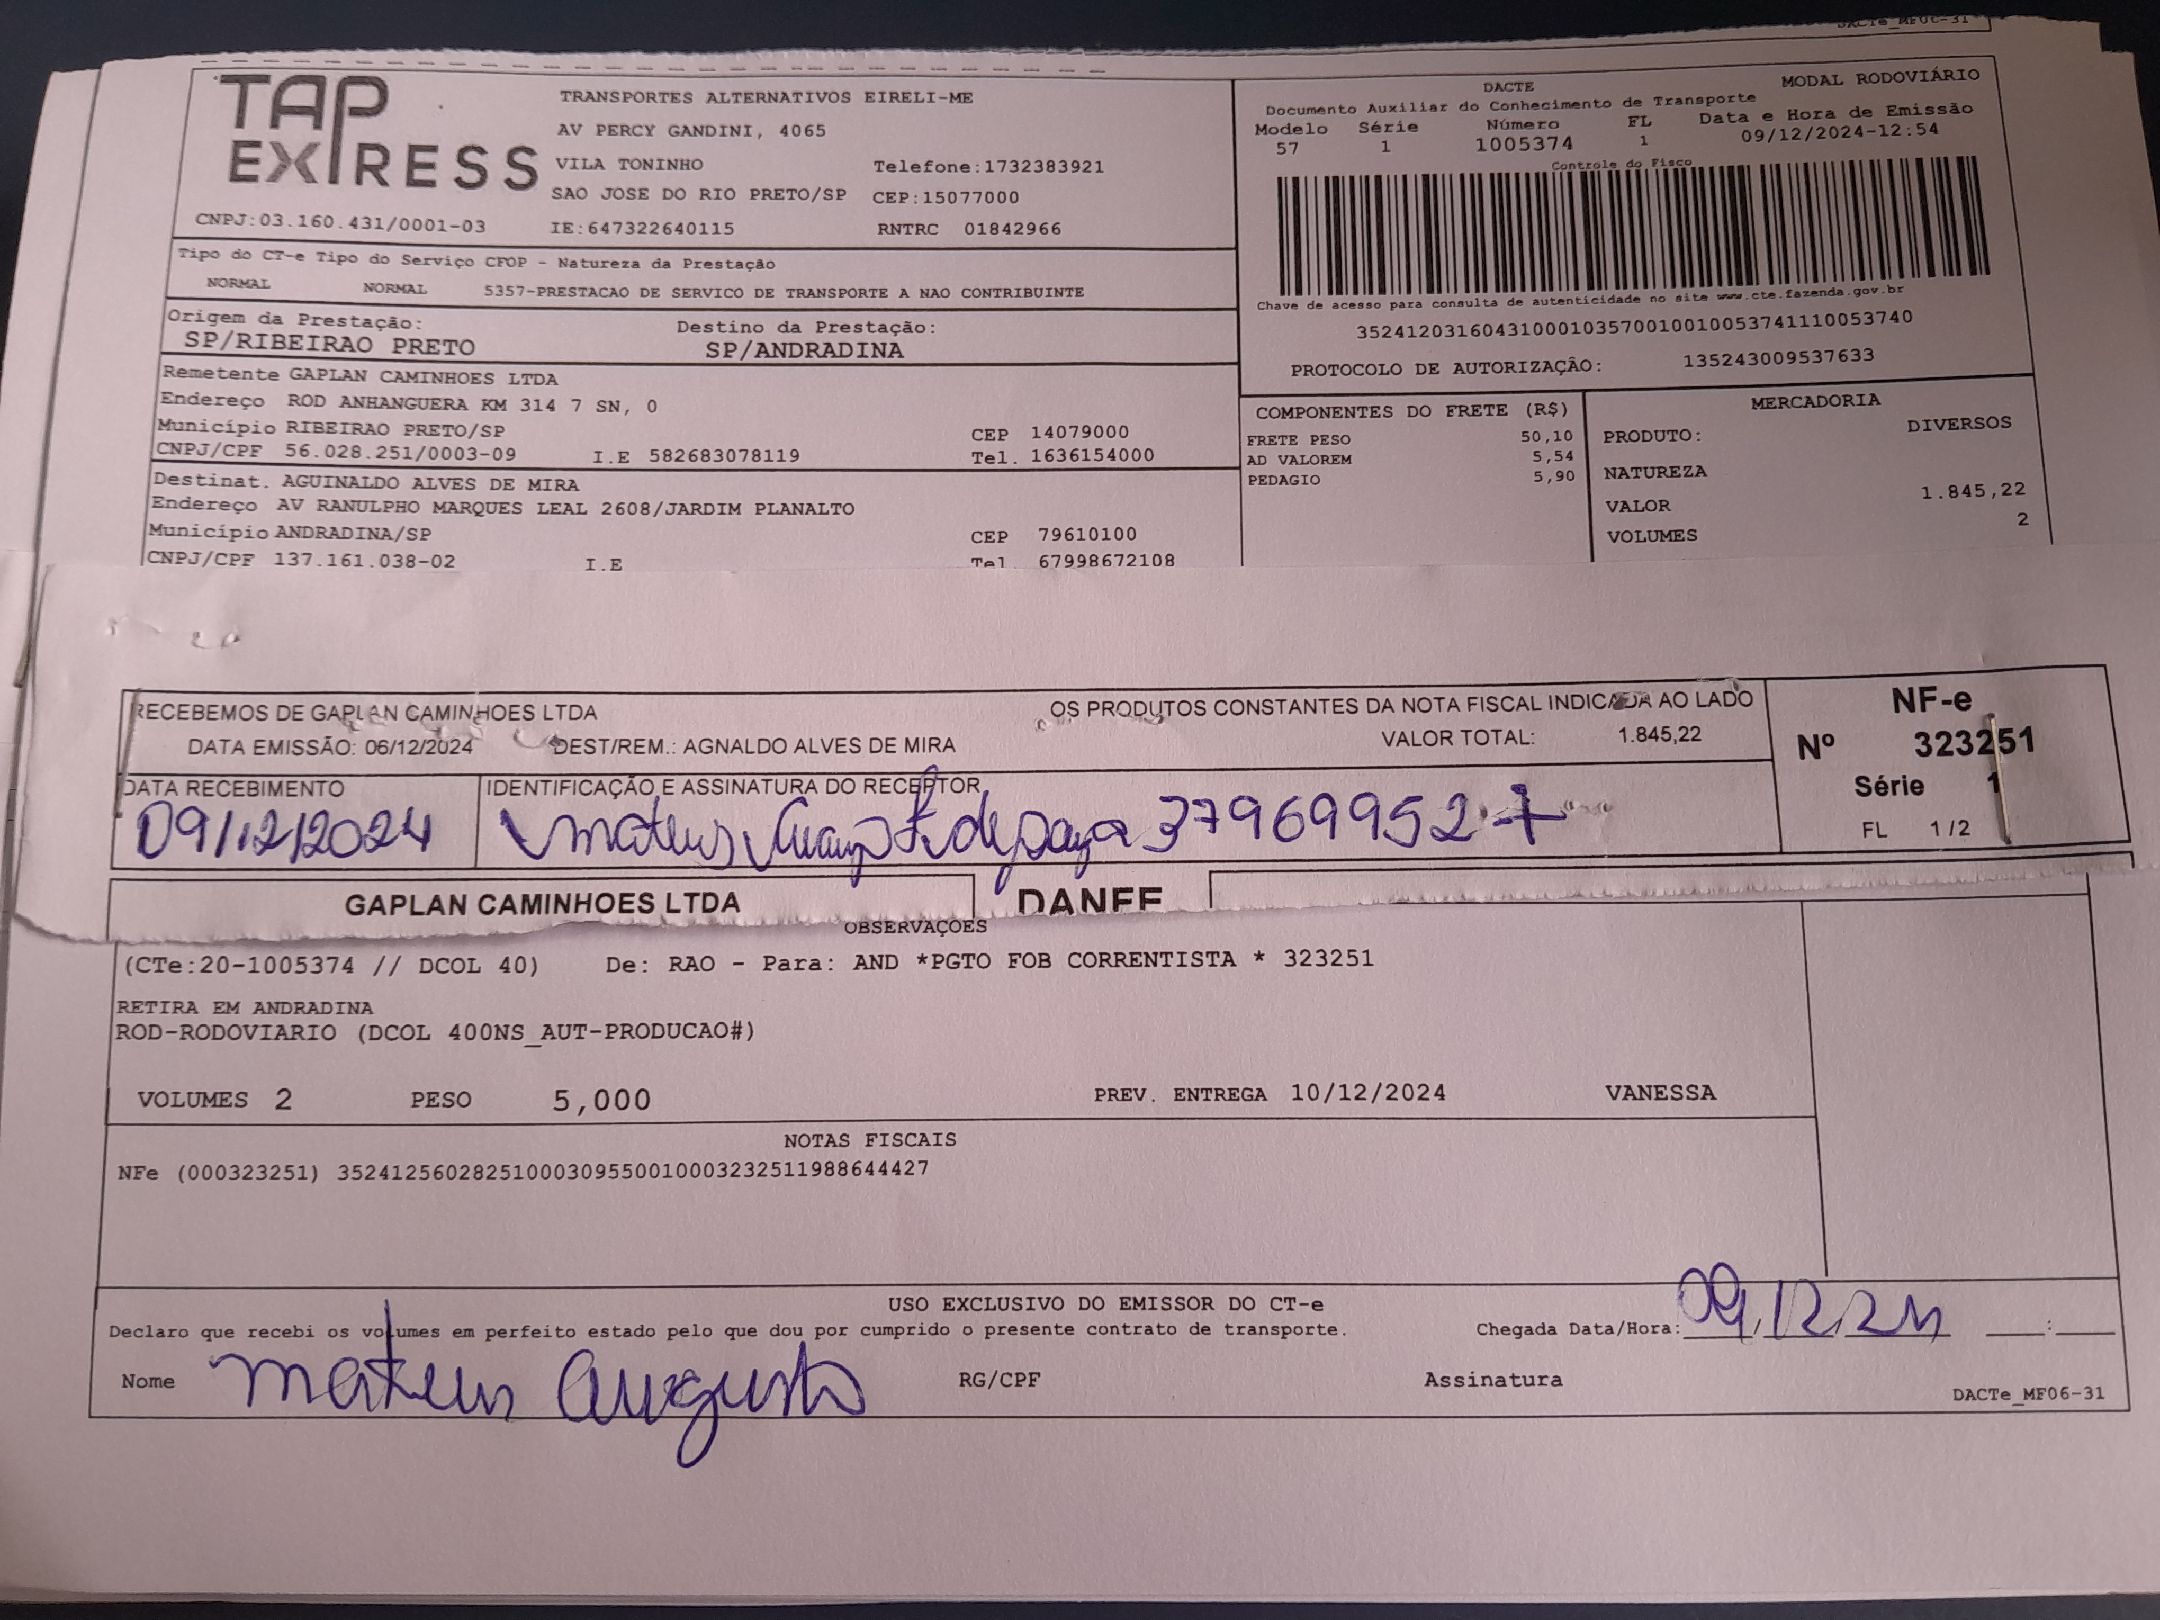 DACTe_MF06-31
TAP EXPRESS
TRANSPORTES ALTERNATIVOS EIRELI-ME
AV PERCY GANDINI, 4065
VILA TONINHO Telefone:1732383921
SAO JOSE DO RIO PRETO/SP CEP:15077000
CNPJ:03.160.431/0001-03 IE:647322640115 RNTRC 01842966
DACTE MODAL RODOVIÁRIO
Documento Auxiliar do Conhecimento de Transporte
Modelo Série Número FL Data e Hora de Emissão
57 1 1005374 1 09/12/2024-12:54
Controle do Fisco
Chave de acesso para consulta de autenticidade no site www.cte.fazenda.gov.br
35241203160431000103570010010053741110053740
PROTOCOLO DE AUTORIZAÇÃO: 135243009537633
Tipo do CT-e Tipo do Serviço CFOP - Natureza da Prestação
NORMAL NORMAL 5357-PRESTACAO DE SERVICO DE TRANSPORTE A NAO CONTRIBUINTE
Origem da Prestação: Destino da Prestação:
SP/RIBEIRAO PRETO SP/ANDRADINA
Remetente GAPLAN CAMINHOES LTDA
Endereço ROD ANHANGUERA KM 314 7 SN, 0
Município RIBEIRAO PRETO/SP CEP 14079000
CNPJ/CPF 56.028.251/0003-09 I.E 582683078119 Tel. 1636154000
Destinat. AGUINALDO ALVES DE MIRA
Endereço AV RANULPHO MARQUES LEAL 2608/JARDIM PLANALTO
Município ANDRADINA/SP CEP 79610100
CNPJ/CPF 137.161.038-02 I.E Tel 67998672108
COMPONENTES DO FRETE (R$)
FRETE PESO 50,10
AD VALOREM 5,54
PEDAGIO 5,90
MERCADORIA
PRODUTO: DIVERSOS
NATUREZA
VALOR 1.845,22
VOLUMES 2
RECEBEMOS DE GAPLAN CAMINHOES LTDA OS PRODUTOS CONSTANTES DA NOTA FISCAL INDICADA AO LADO
DATA EMISSÃO: 06/12/2024 DEST/REM.: AGNALDO ALVES DE MIRA VALOR TOTAL: 1.845,22
DATA RECEBIMENTO IDENTIFICAÇÃO E ASSINATURA DO RECEPTOR
09/12/2024 mateus 37969952-7
NF-e
Nº 323251
Série 1
FL 1/2
GAPLAN CAMINHOES LTDA DANFE
OBSERVAÇÕES
(CTe:20-1005374 // DCOL 40) De: RAO - Para: AND *PGTO FOB CORRENTISTA * 323251
RETIRA EM ANDRADINA
ROD-RODOVIARIO (DCOL 400NS_AUT-PRODUCAO#)
VOLUMES 2 PESO 5,000 PREV. ENTREGA 10/12/2024 VANESSA
NOTAS FISCAIS
NFe (000323251) 35241256028251000309550010003232511988644427
USO EXCLUSIVO DO EMISSOR DO CT-e
Declaro que recebi os volumes em perfeito estado pelo que dou por cumprido o presente contrato de transporte. Chegada Data/Hora: 09/12/24 :
Nome mateus augusto RG/CPF Assinatura
DACTe_MF06-31